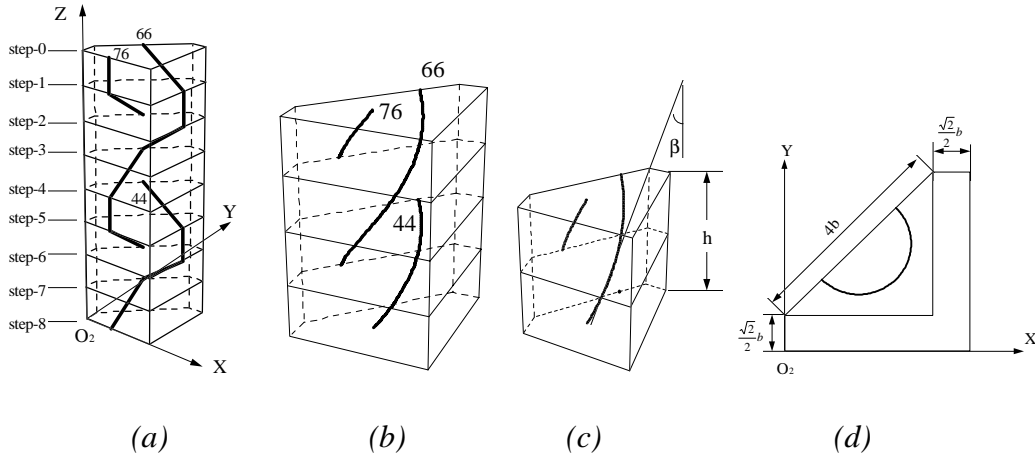 Z
step-0
step-1
step-2
step-3
step-4
step-5
step-6
step-7
step-8
76
66
44
Y
X
O₂
66
76
44
β
h
Y
√2/2 b
4b
√2/2 b
X
O₂
(a)
(b)
(c)
(d)